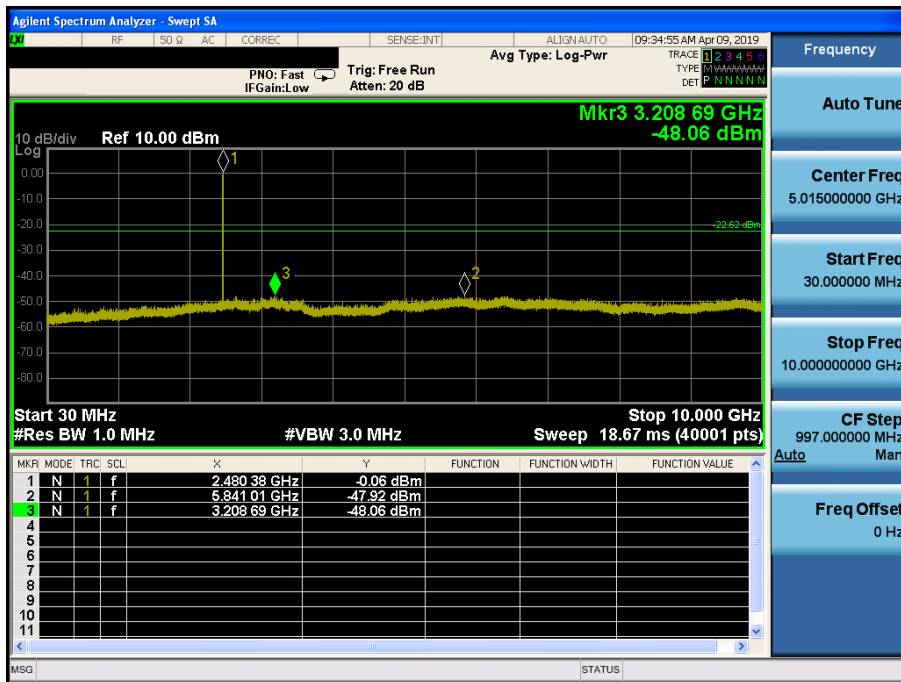 Agilent Spectrum Analyzer - Swept SA
LXI RF 50 Ω AC CORREC SENSE:INT ALIGN AUTO 09:34:55 AM Apr 09, 2019
Avg Type: Log-Pwr
TRACE 1 2 3 4 5 6
TYPE M
DET P N N N N N
PNO: Fast
IFGain:Low
Trig: Free Run
Atten: 20 dB
Mkr3 3.208 69 GHz
-48.06 dBm
10 dB/div Ref 10.00 dBm
Log
1
0.00
-10.0
-20.0
-22.62 dBm
-30.0
-40.0
3
2
-50.0
-60.0
-70.0
-80.0
Start 30 MHz Stop 10.000 GHz
#Res BW 1.0 MHz #VBW 3.0 MHz Sweep 18.67 ms (40001 pts)
MKR MODE TRC SCL X Y FUNCTION FUNCTION WIDTH FUNCTION VALUE
1 N 1 f 2.480 38 GHz -0.06 dBm
2 N 1 f 5.841 01 GHz -47.92 dBm
3 N 1 f 3.208 69 GHz -48.06 dBm
4
5
6
7
8
9
10
11
MSG STATUS
Frequency
Auto Tune
Center Freq
5.015000000 GHz
Start Freq
30.000000 MHz
Stop Freq
10.000000000 GHz
CF Step
997.000000 MHz
Auto Man
Freq Offset
0 Hz